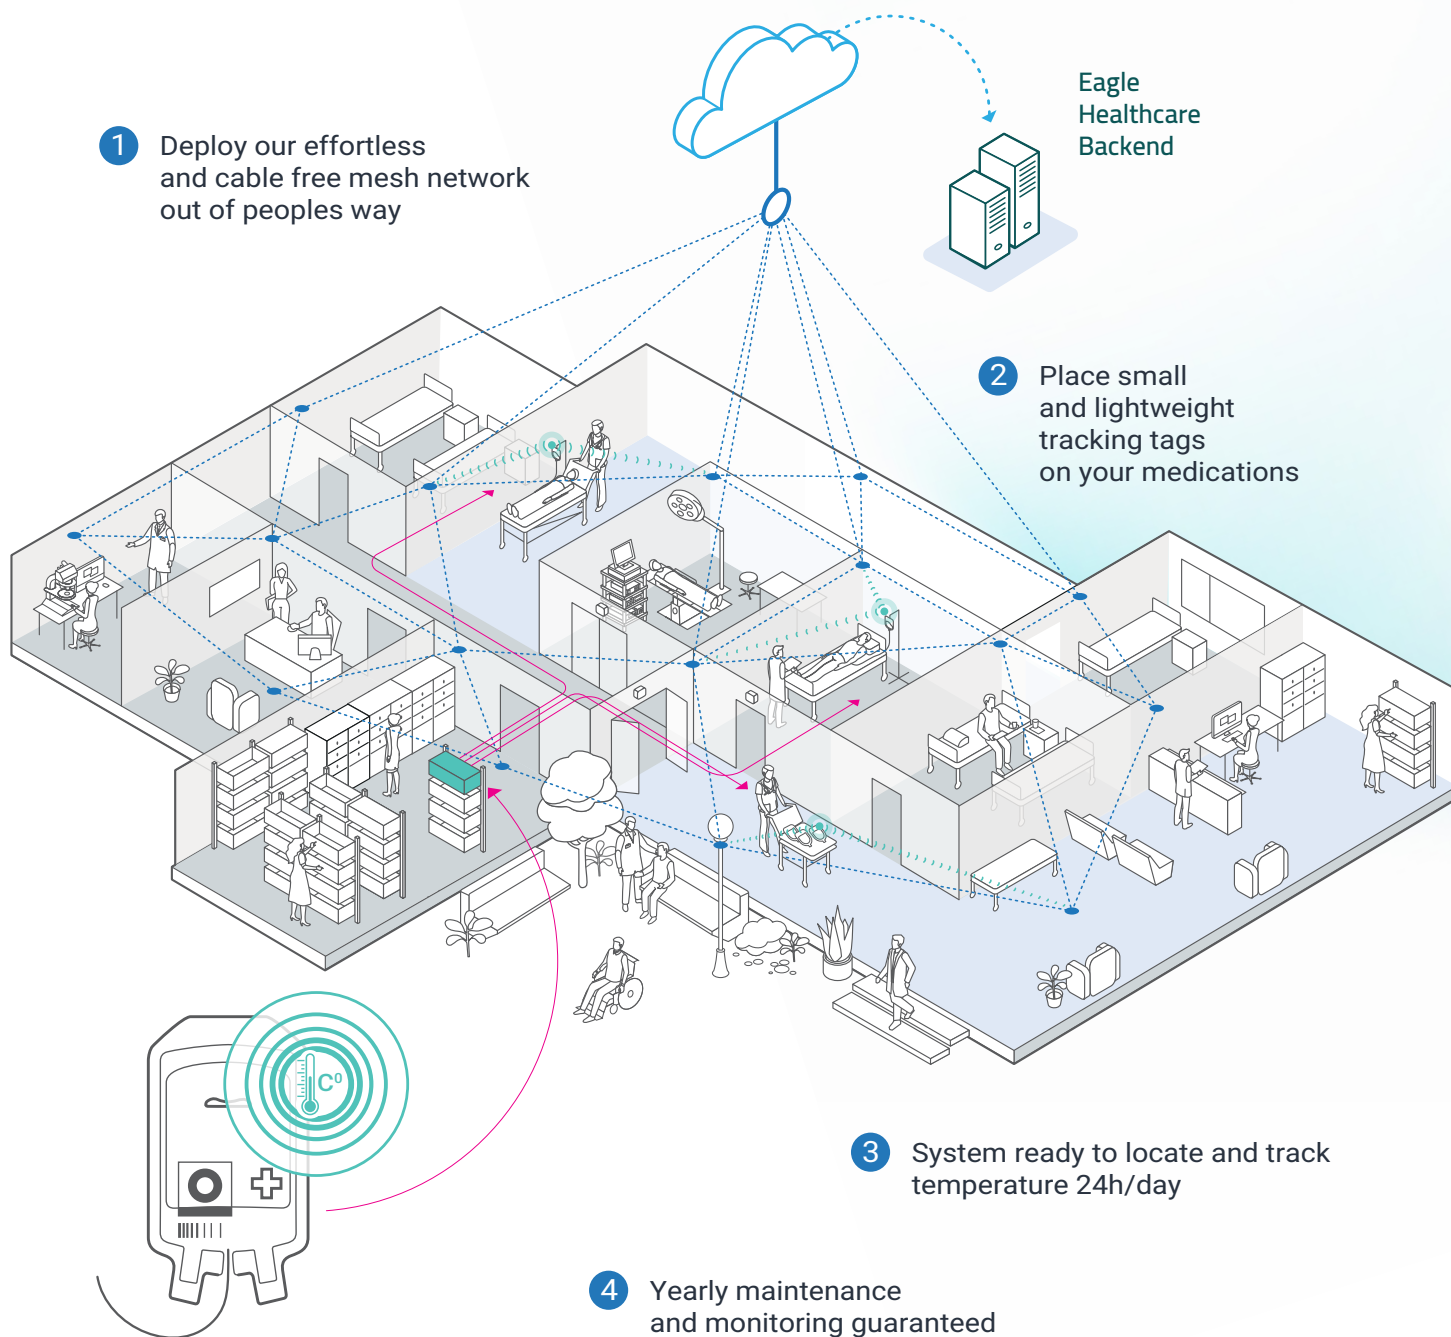 Eagle
Healthcare
Backend
1 Deploy our effortless
and cable free mesh network
out of peoples way
2 Place small
and lightweight
tracking tags
on your medications
C⁰
3 System ready to locate and track
temperature 24h/day
4 Yearly maintenance
and monitoring guaranteed